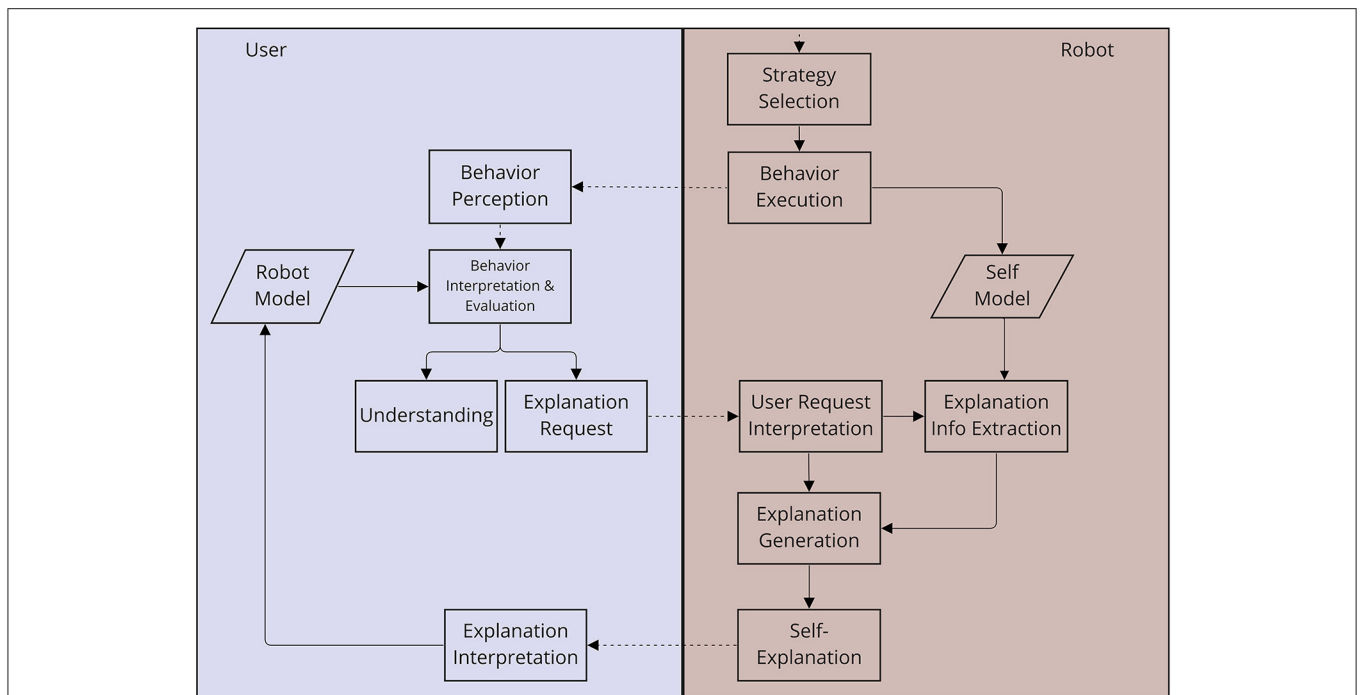 User
Robot
Strategy
Selection
Behavior
Perception
Behavior
Execution
Robot
Model
Behavior
Interpretation &
Evaluation
Self
Model
Understanding
Explanation
Request
User Request
Interpretation
Explanation
Info Extraction
Explanation
Generation
Explanation
Interpretation
Self-
Explanation